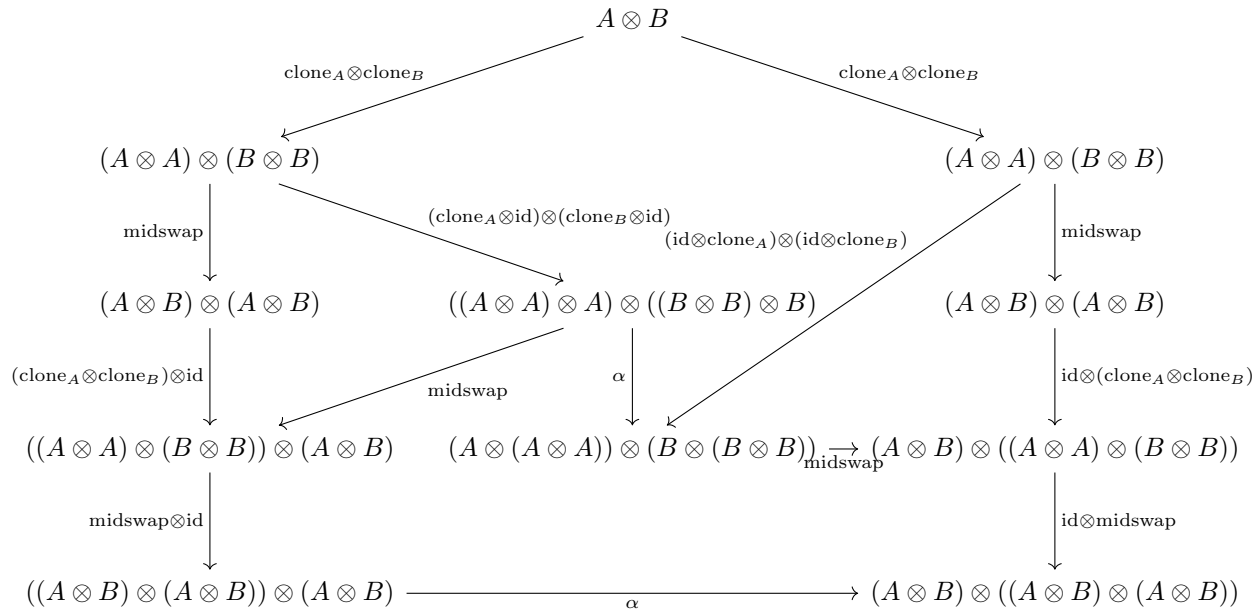 A ⊗ B
clone_A⊗clone_B clone_A⊗clone_B
(A ⊗ A) ⊗ (B ⊗ B) (A ⊗ A) ⊗ (B ⊗ B)
(clone_A⊗id)⊗(clone_B⊗id)
midswap (id⊗clone_A)⊗(id⊗clone_B) midswap
(A ⊗ B) ⊗ (A ⊗ B) ((A ⊗ A) ⊗ A) ⊗ ((B ⊗ B) ⊗ B) (A ⊗ B) ⊗ (A ⊗ B)
(clone_A⊗clone_B)⊗id α id⊗(clone_A⊗clone_B)
midswap
((A ⊗ A) ⊗ (B ⊗ B)) ⊗ (A ⊗ B) (A ⊗ (A ⊗ A)) ⊗ (B ⊗ (B ⊗ B)) (A ⊗ B) ⊗ ((A ⊗ A) ⊗ (B ⊗ B))
midswap
midswap⊗id id⊗midswap
((A ⊗ B) ⊗ (A ⊗ B)) ⊗ (A ⊗ B) (A ⊗ B) ⊗ ((A ⊗ B) ⊗ (A ⊗ B))
α